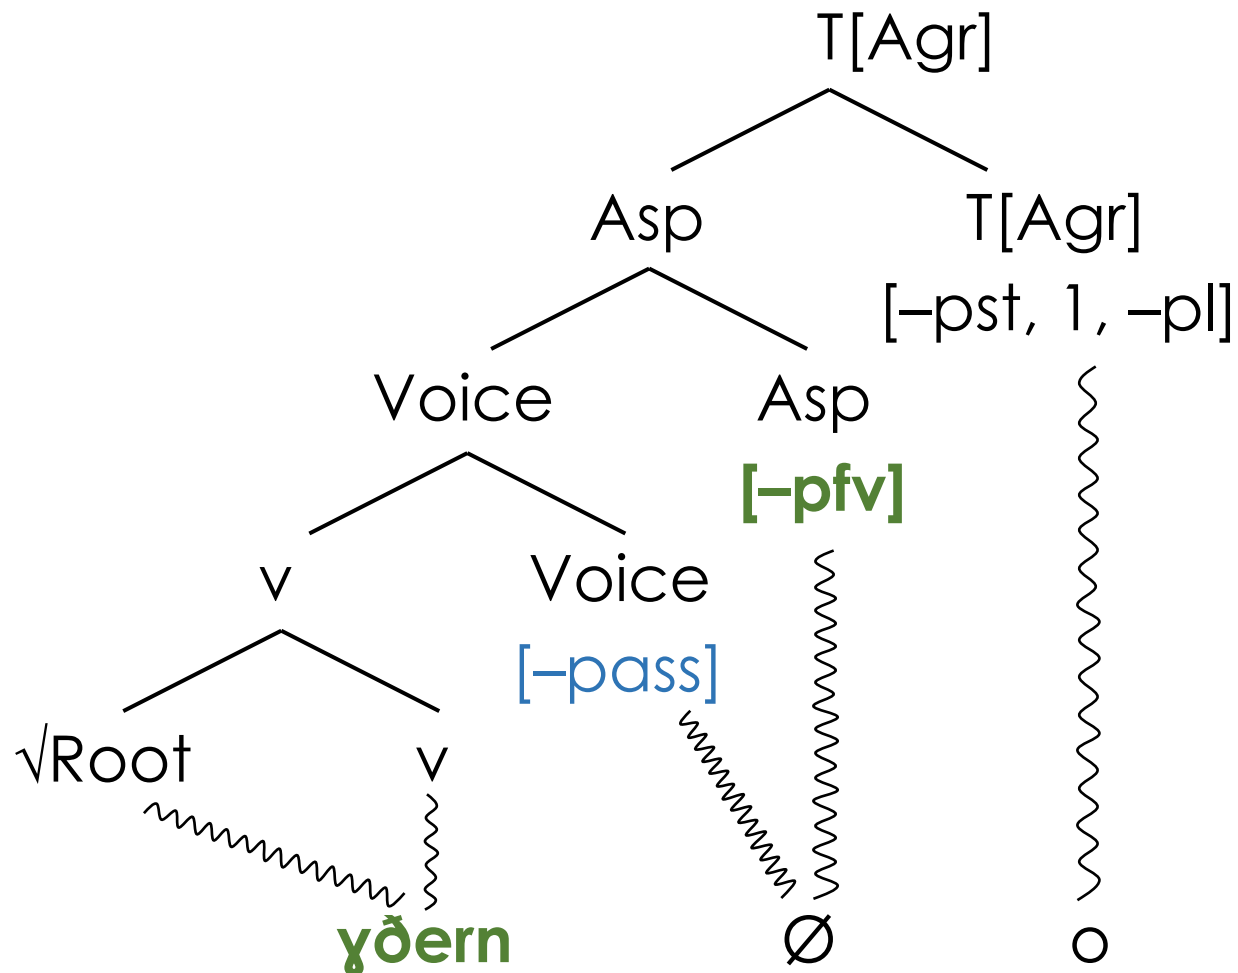 T[Agr]
Asp T[Agr]
[–pst, 1, –pl]
Voice Asp
[–pfv]
v Voice
[–pass]
√Root v
ɣðern Ø o